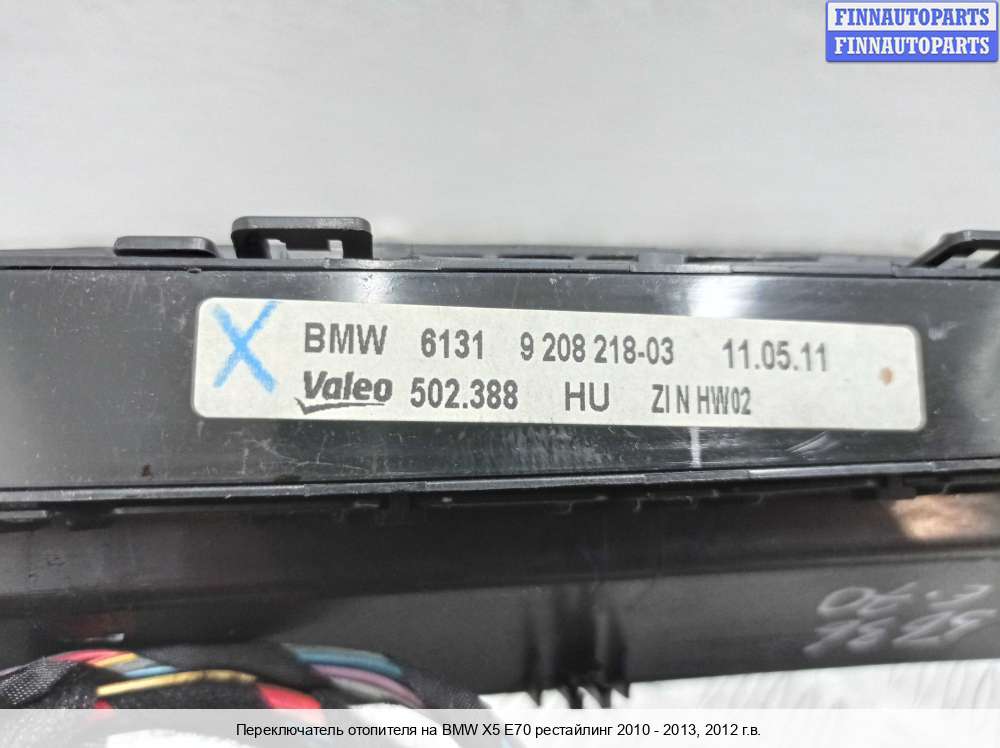 FINNAUTOPARTS
FINNAUTOPARTS
X BMW 6131 9 208 218-03 11.05.11
Valeo 502.388 HU ZI N HW02
E-70
Переключатель отопителя на BMW X5 E70 рестайлинг 2010 - 2013, 2012 г.в.